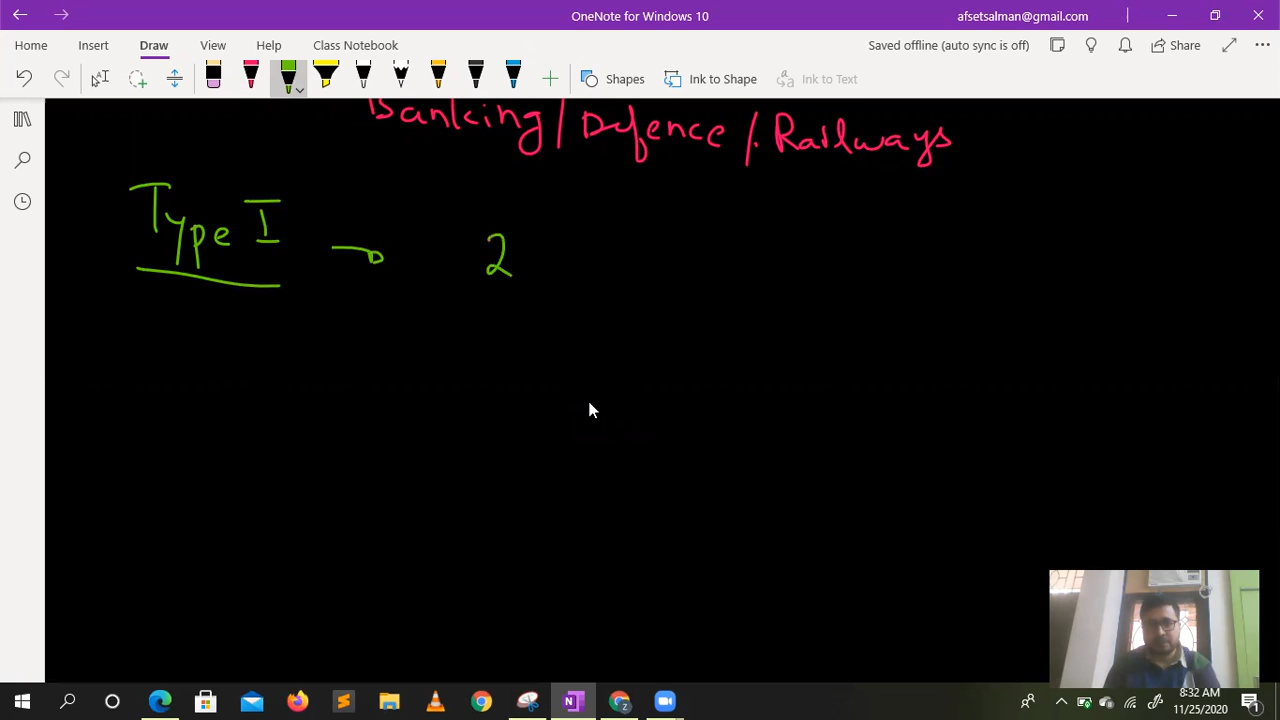 OneNote for Windows 10
afsetsalman@gmail.com
Home Insert Draw View Help Class Notebook
Saved offline (auto sync is off) Share
Shapes Ink to Shape Ink to Text
Banking / Defence / Railways
Type I → 2
8:32 AM
11/25/2020
1